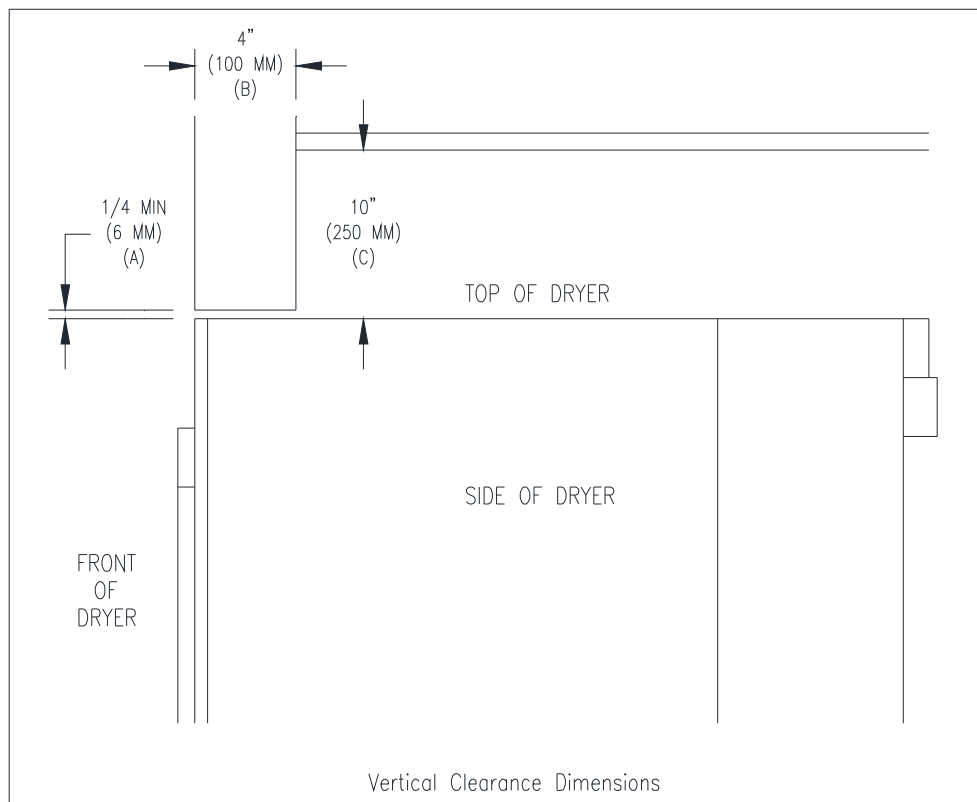 4”
(100 MM)
(B)
1/4 MIN
(6 MM)
(A)
10”
(250 MM)
(C)
TOP OF DRYER
SIDE OF DRYER
FRONT
OF
DRYER
Vertical Clearance Dimensions